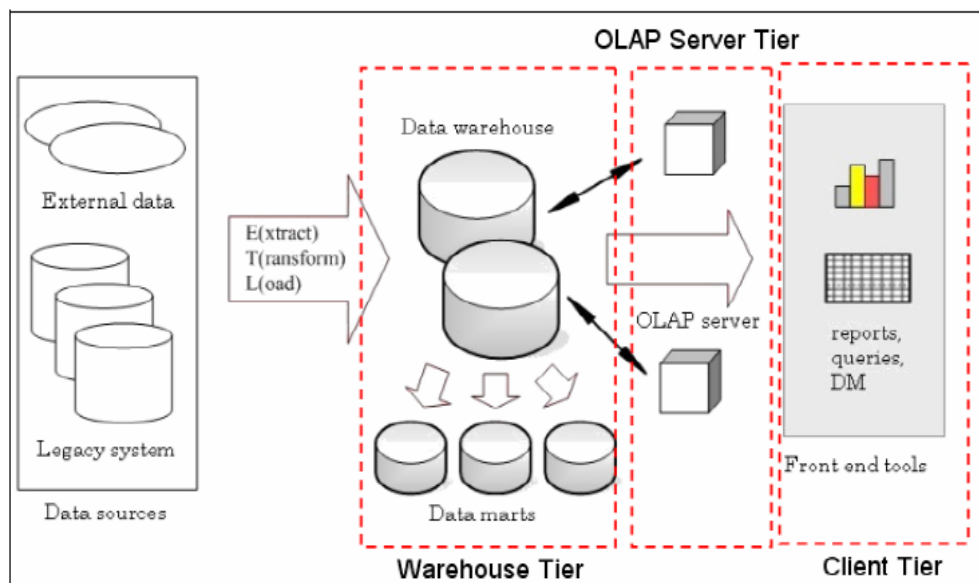 OLAP Server Tier
External data
Legacy system
Data sources
E(xtract)
T(ransform)
L(oad)
Data warehouse
Data marts
Warehouse Tier
OLAP server
reports,
queries,
DM
Front end tools
Client Tier